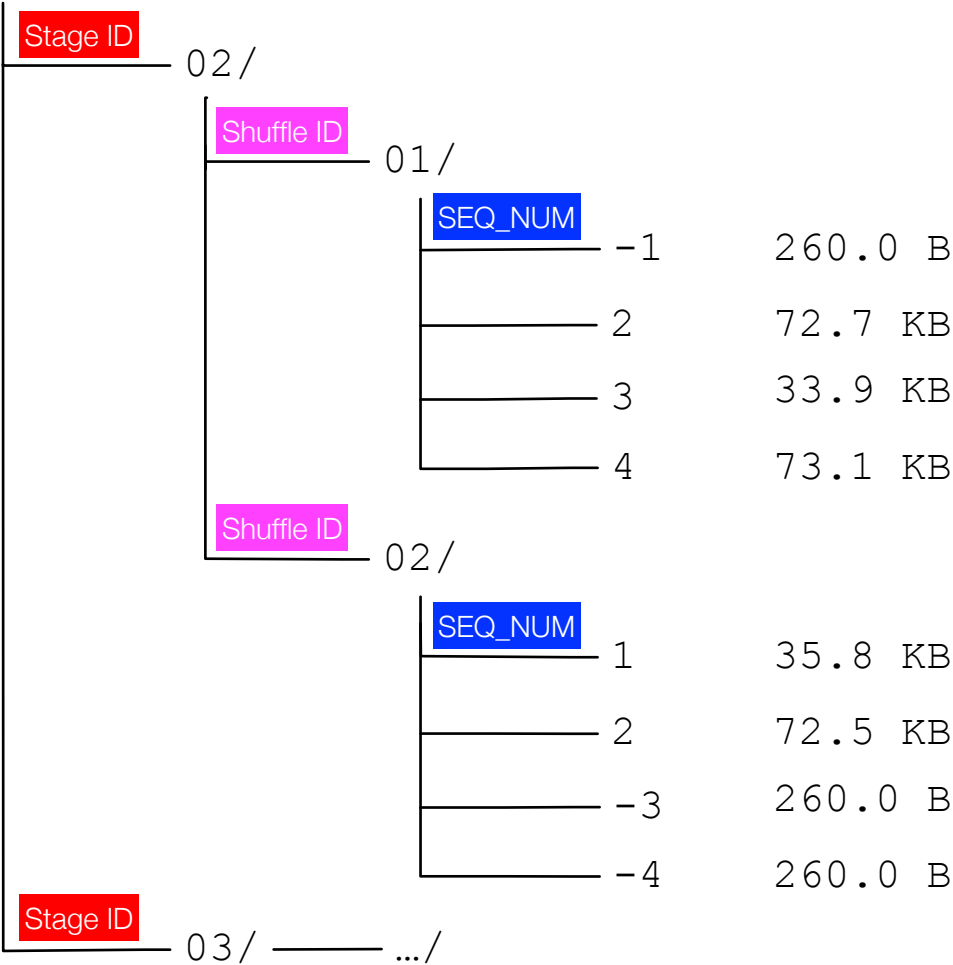 Stage ID
02/
Shuffle ID
01/
SEQ_NUM
-1 260.0 B
2 72.7 KB
3 33.9 KB
4 73.1 KB
Shuffle ID
02/
SEQ_NUM
1 35.8 KB
2 72.5 KB
-3 260.0 B
-4 260.0 B
Stage ID
03/ …/